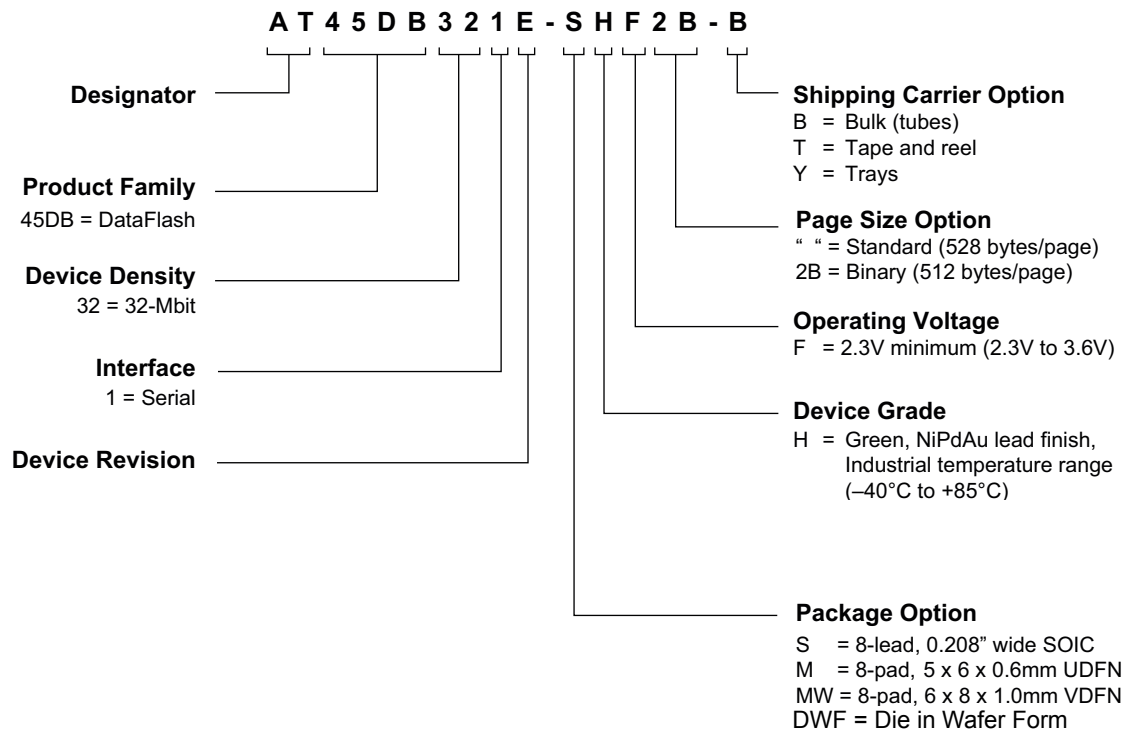 A T 4 5 D B 3 2 1 E - S H F 2 B - B
Designator
Product Family
45DB = DataFlash
Device Density
32 = 32-Mbit
Interface
1 = Serial
Device Revision
Shipping Carrier Option
B = Bulk (tubes)
T = Tape and reel
Y = Trays
Page Size Option
“ “ = Standard (528 bytes/page)
2B = Binary (512 bytes/page)
Operating Voltage
F = 2.3V minimum (2.3V to 3.6V)
Device Grade
H = Green, NiPdAu lead finish,
Industrial temperature range
(–40°C to +85°C)
Package Option
S = 8-lead, 0.208” wide SOIC
M = 8-pad, 5 x 6 x 0.6mm UDFN
MW = 8-pad, 6 x 8 x 1.0mm VDFN
DWF = Die in Wafer Form